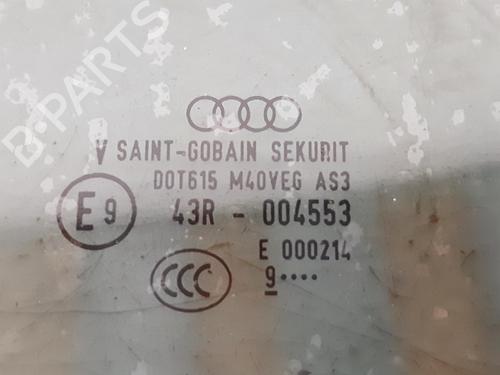 B-PARTS
V SAINT-GOBAIN SEKURIT
DOT615 M40VEG AS3
E9 43R - 004553
E 000214
CCC 9....